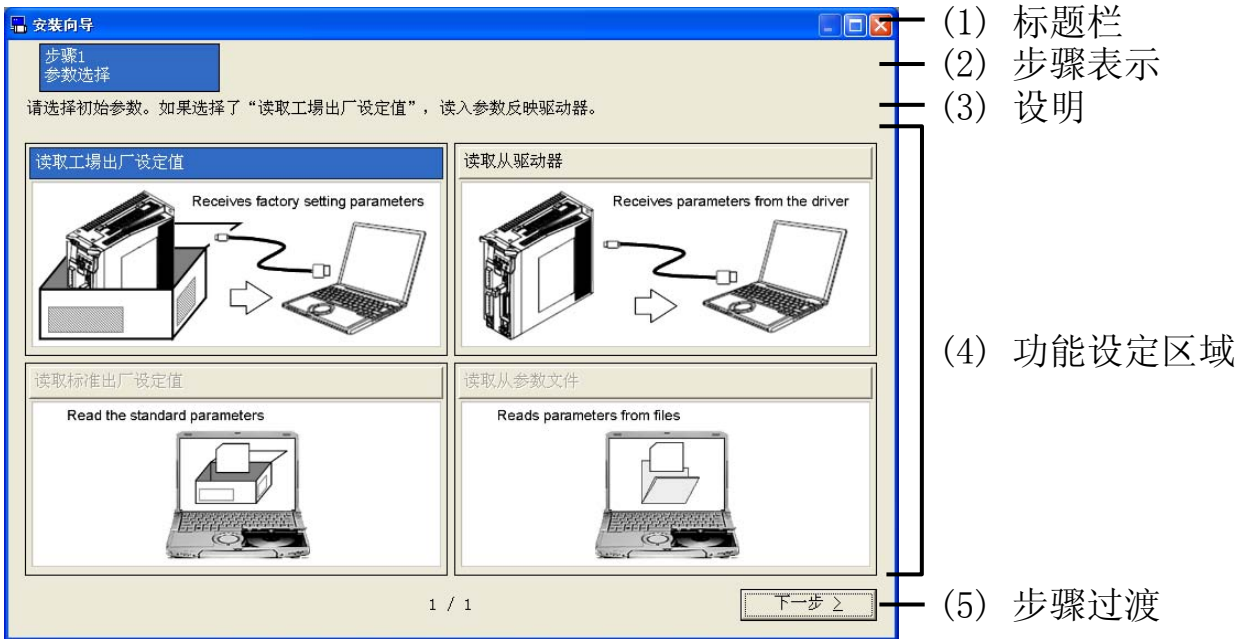 安装向导
(1) 标题栏
步骤1
参数选择
(2) 步骤表示
请选择初始参数。如果选择了“读取工場出厂设定值”，读入参数反映驱动器。
(3) 设明
读取工場出厂设定值
读取从驱动器
Receives factory setting parameters
Receives parameters from the driver
(4) 功能设定区域
读取标准出厂设定值
读取从参数文件
Read the standard parameters
Reads parameters from files
1 / 1
下一步 >
(5) 步骤过渡